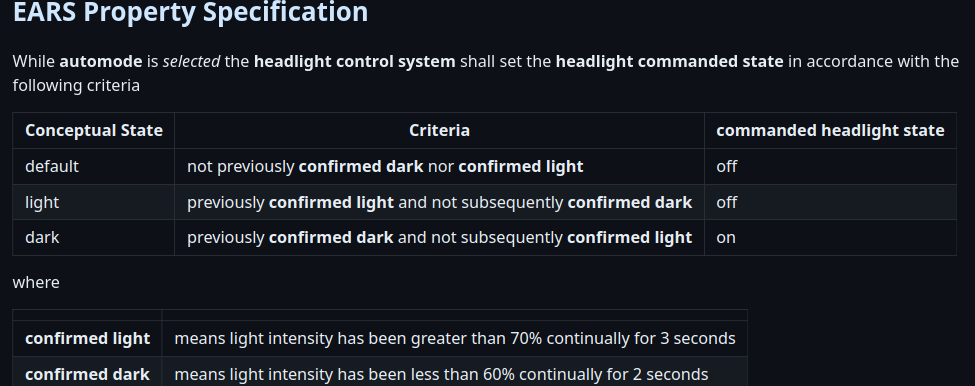 EARS Property Specification
While automode is selected the headlight control system shall set the headlight commanded state in accordance with the
following criteria
Conceptual State Criteria commanded headlight state
default not previously confirmed dark nor confirmed light off
light previously confirmed light and not subsequently confirmed dark off
dark previously confirmed dark and not subsequently confirmed light on
where
confirmed light means light intensity has been greater than 70% continually for 3 seconds
confirmed dark means light intensity has been less than 60% continually for 2 seconds